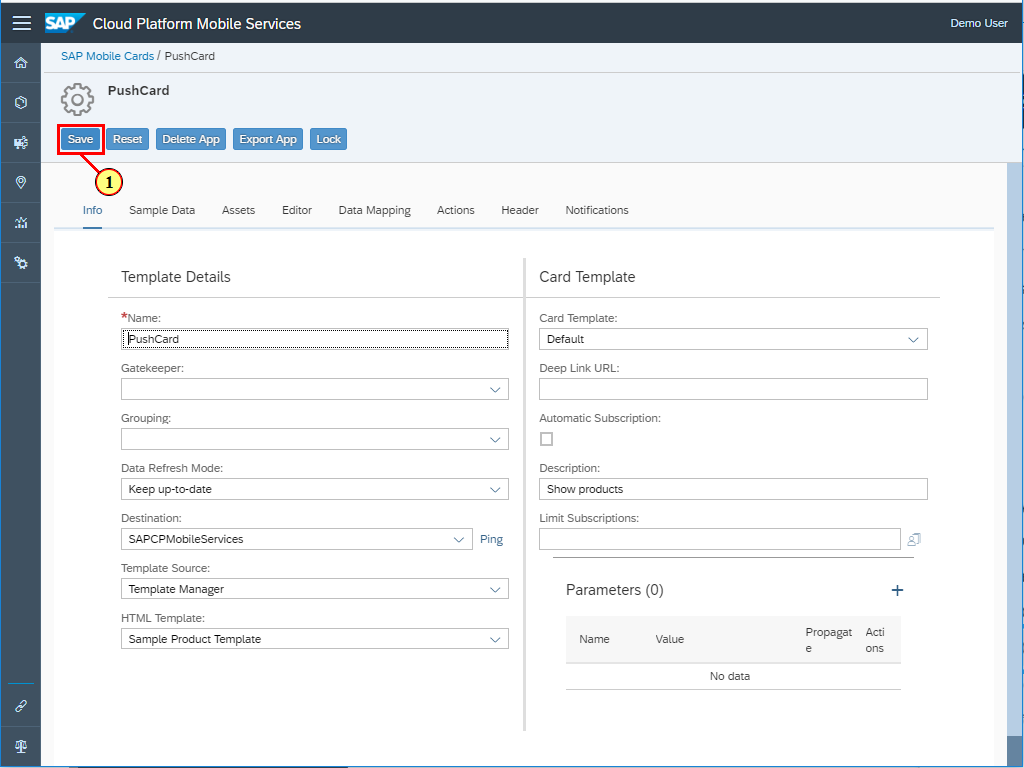 SAP Cloud Platform Mobile Services Demo User
SAP Mobile Cards / PushCard
PushCard
Save Reset Delete App Export App Lock
1
Info Sample Data Assets Editor Data Mapping Actions Header Notifications
Template Details
*Name:
PushCard
Gatekeeper:
Grouping:
Data Refresh Mode:
Keep up-to-date
Destination:
SAPCPMobileServices Ping
Template Source:
Template Manager
HTML Template:
Sample Product Template
Card Template
Card Template:
Default
Deep Link URL:
Automatic Subscription:
Description:
Show products
Limit Subscriptions:
Parameters (0) +
Name Value Propagat Acti
e ons
No data